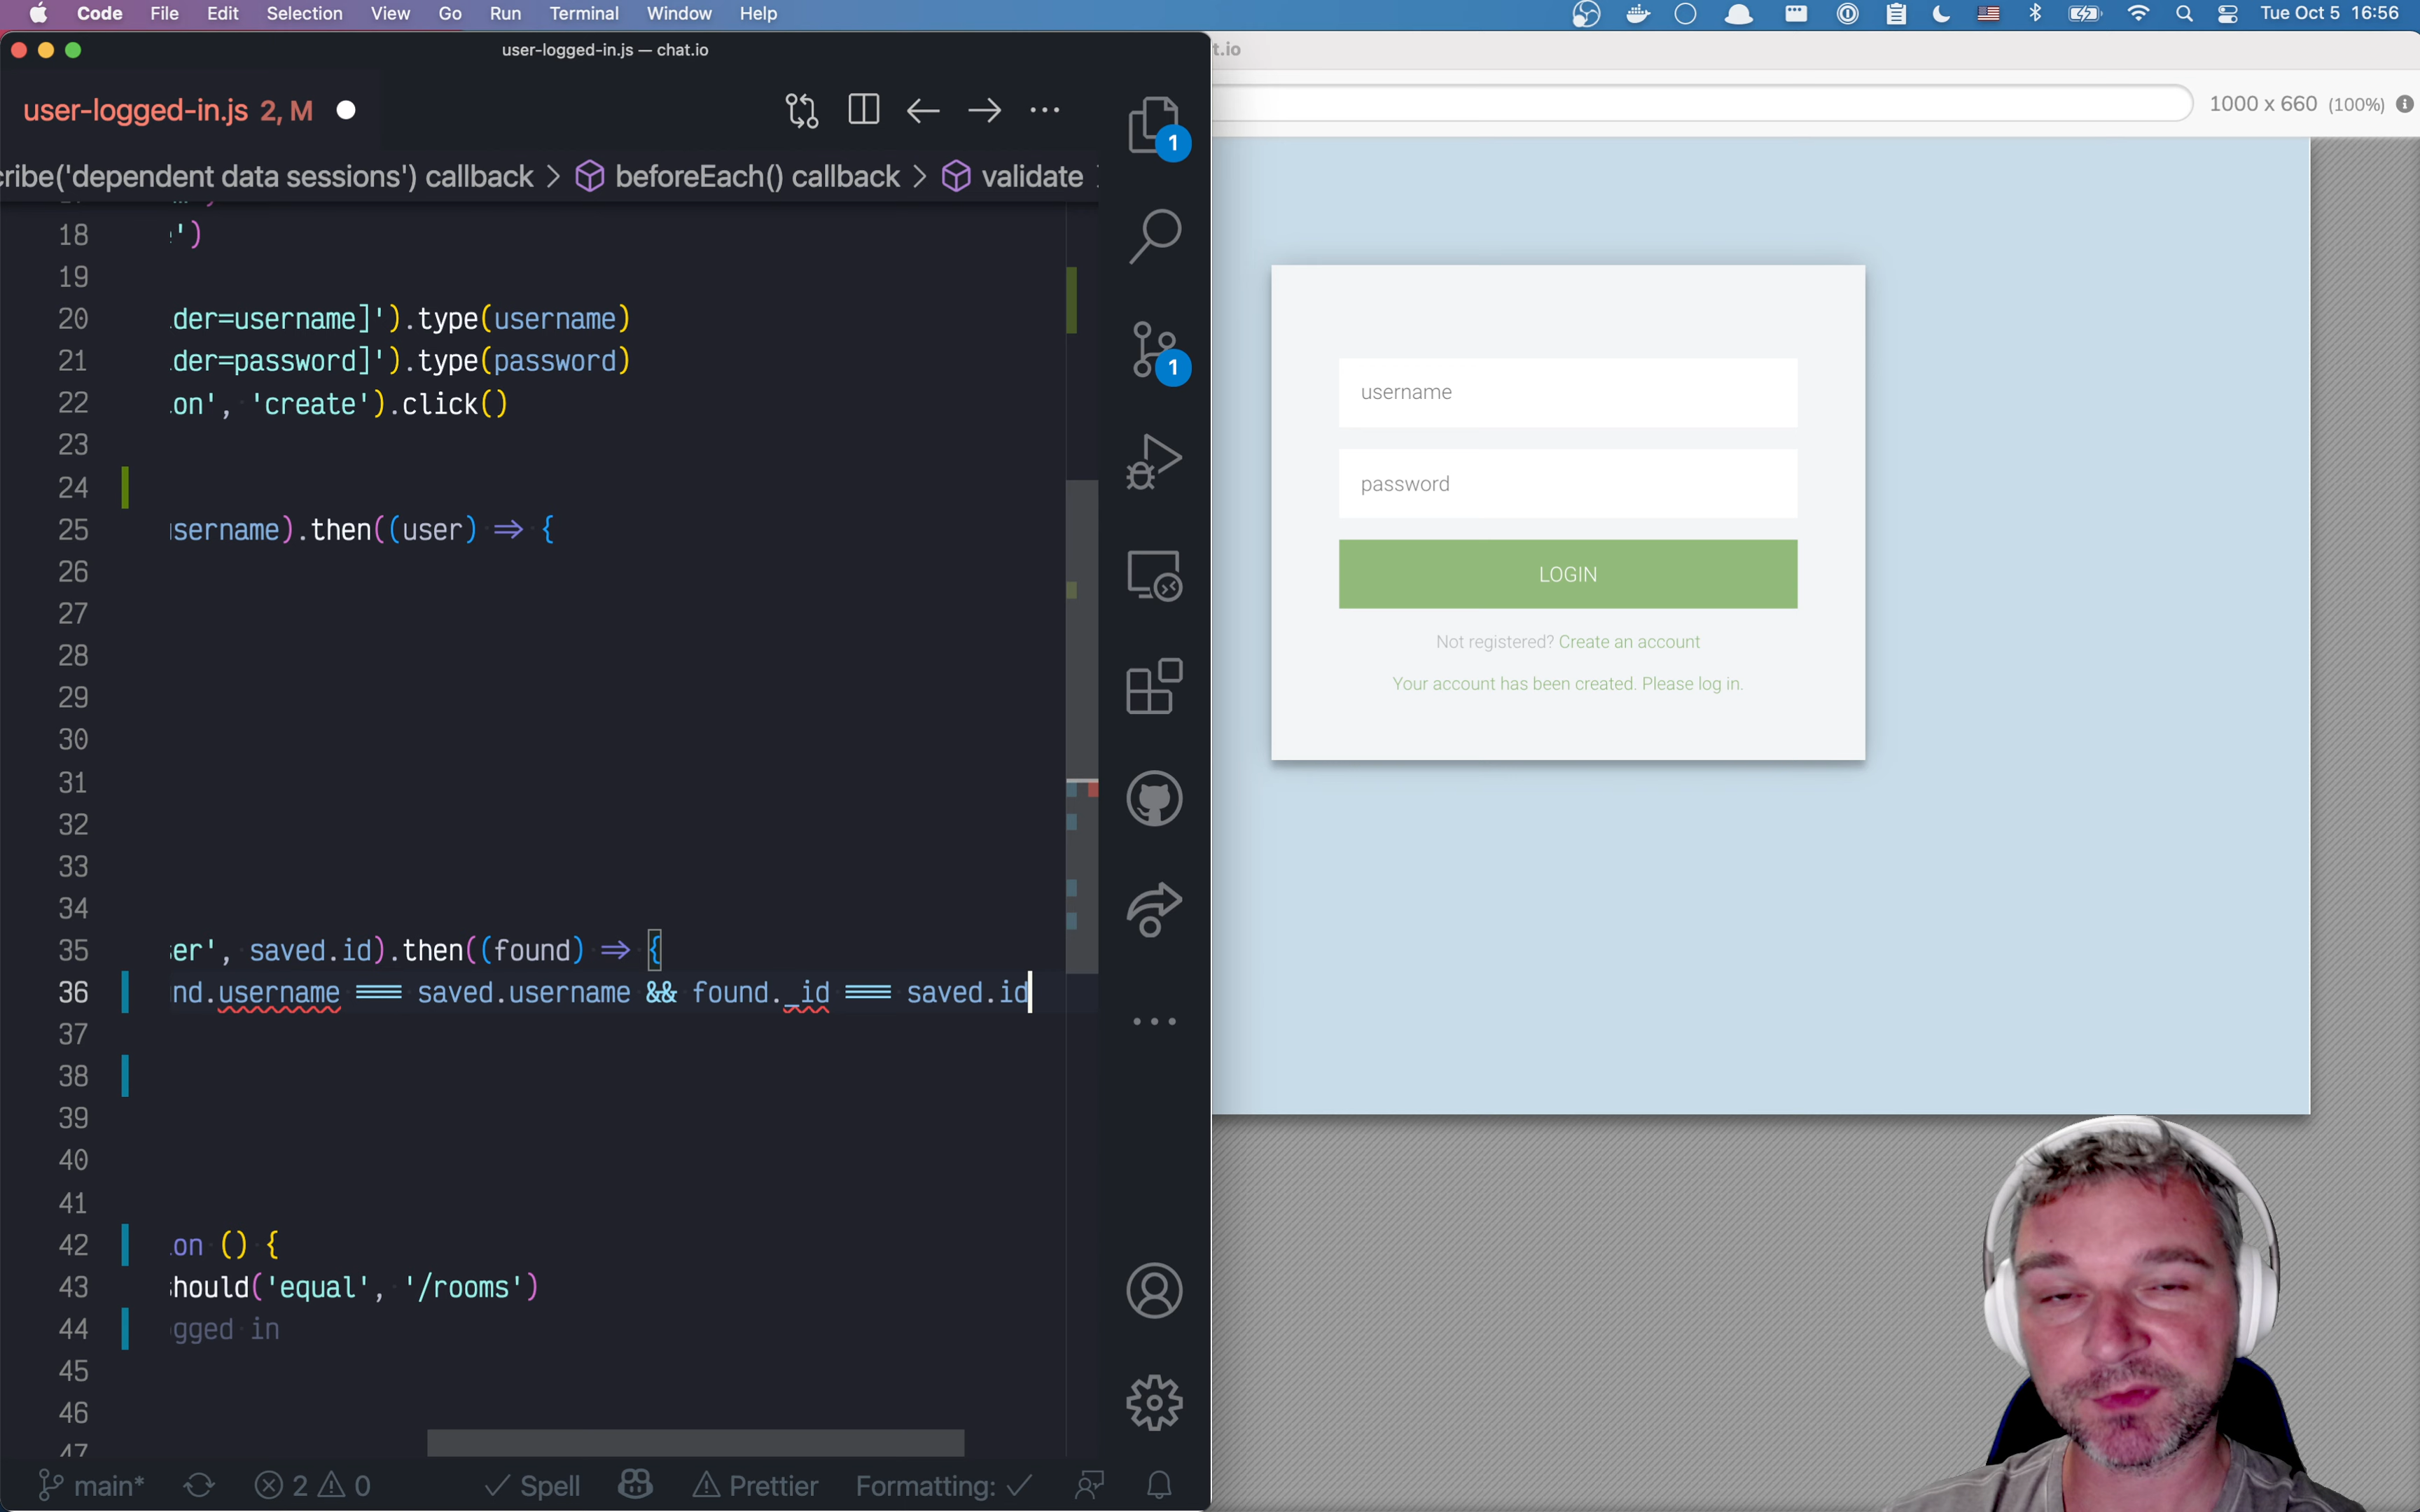 Code File Edit Selection View Go Run Terminal Window Help
Tue Oct 5 16:56
user-logged-in.js — chat.io
t.io
user-logged-in.js 2, M
1000 x 660 (100%)
1
cribe('dependent data sessions') callback > beforeEach() callback > validate
18 e')
19
20 der=username]').type(username)
21 der=password]').type(password)
22 on', 'create').click()
23
24
25 username).then((user) => {
26
27
28
29
30
31
32
33
34
35 er', saved.id).then((found) => {
36 nd.username === saved.username && found._id === saved.id
37
38
39
40
41
42 on () {
43 should('equal', '/rooms')
44 gged in
45
46
47
1
username
password
LOGIN
Not registered? Create an account
Your account has been created. Please log in.
main* 2 0 Spell Prettier Formatting: